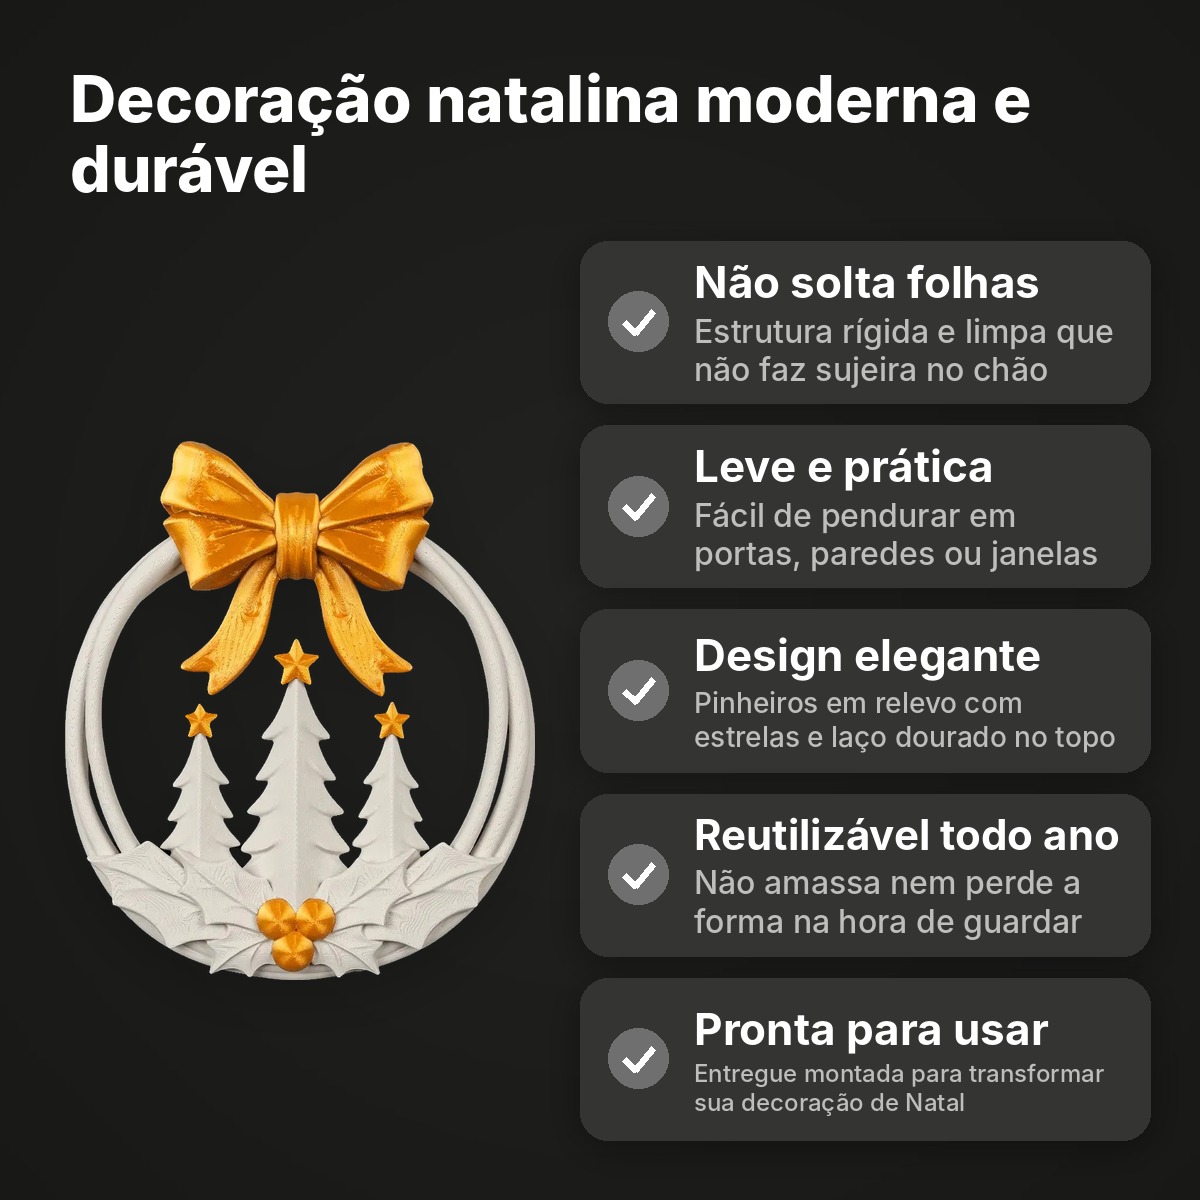 Decoração natalina moderna e
durável
Não solta folhas
Estrutura rígida e limpa que
não faz sujeira no chão
Leve e prática
Fácil de pendurar em
portas, paredes ou janelas
Design elegante
Pinheiros em relevo com
estrelas e laço dourado no topo
Reutilizável todo ano
Não amassa nem perde a
forma na hora de guardar
Pronta para usar
Entregue montada para transformar
sua decoração de Natal